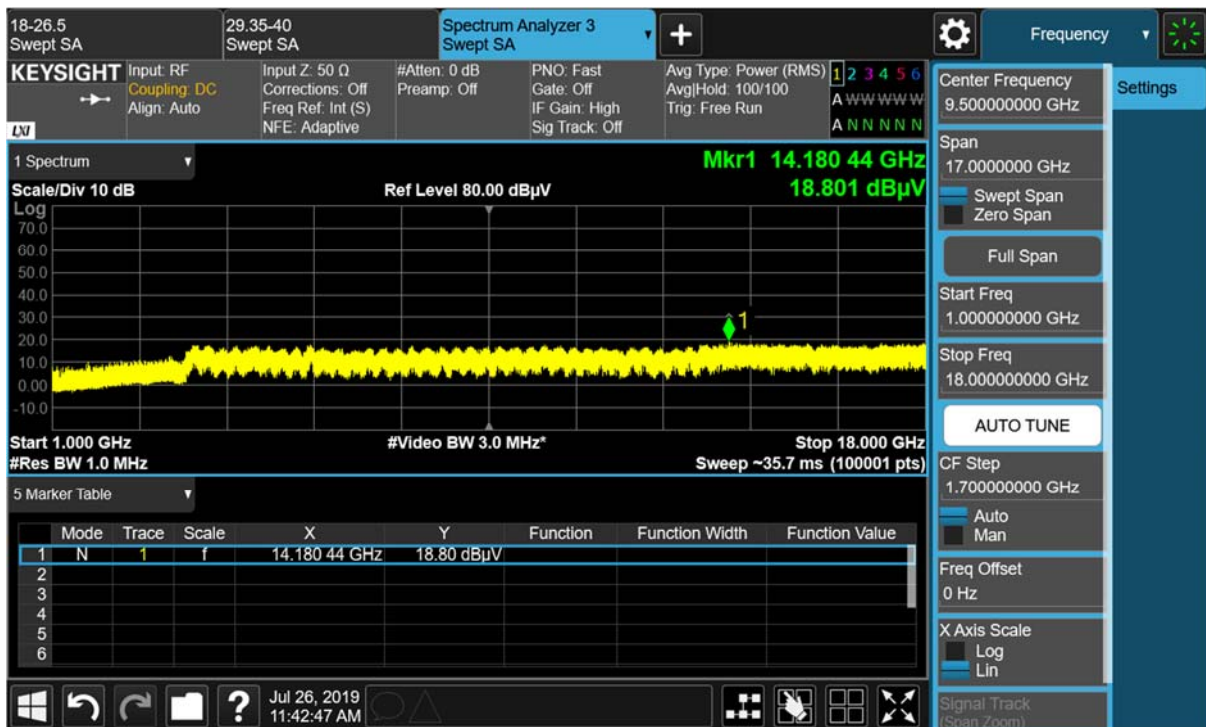 18-26.5
Swept SA
29.35-40
Swept SA
Spectrum Analyzer 3
Swept SA
Frequency
KEYSIGHT
LXI
Input: RF
Coupling: DC
Align: Auto
Input Z: 50 Ω
Corrections: Off
Freq Ref: Int (S)
NFE: Adaptive
#Atten: 0 dB
Preamp: Off
PNO: Fast
Gate: Off
IF Gain: High
Sig Track: Off
Avg Type: Power (RMS)
Avg|Hold: 100/100
Trig: Free Run
1 2 3 4 5 6
A W W W W W
A N N N N N
1 Spectrum
Mkr1 14.180 44 GHz
18.801 dBµV
Scale/Div 10 dB
Ref Level 80.00 dBµV
Log
70.0
60.0
50.0
40.0
30.0
20.0
10.0
0.00
-10.0
1
Start 1.000 GHz
#Video BW 3.0 MHz*
Stop 18.000 GHz
#Res BW 1.0 MHz
Sweep ~35.7 ms (100001 pts)
5 Marker Table
Mode Trace Scale X Y Function Function Width Function Value
1 N 1 f 14.180 44 GHz 18.80 dBµV
2
3
4
5
6
?
Jul 26, 2019
11:42:47 AM
Center Frequency
9.500000000 GHz
Settings
Span
17.0000000 GHz
Swept Span
Zero Span
Full Span
Start Freq
1.000000000 GHz
Stop Freq
18.000000000 GHz
AUTO TUNE
CF Step
1.700000000 GHz
Auto
Man
Freq Offset
0 Hz
X Axis Scale
Log
Lin
Signal Track
(Span Zoom)